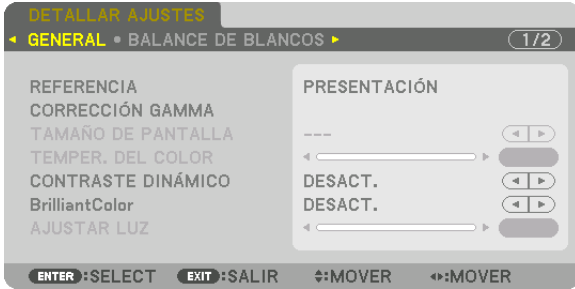 DETALLAR AJUSTES
GENERAL • BALANCE DE BLANCOS
1/2
REFERENCIA PRESENTACIÓN
CORRECCIÓN GAMMA
TAMAÑO DE PANTALLA ---
TEMPER. DEL COLOR
CONTRASTE DINÁMICO DESACT.
BrilliantColor DESACT.
AJUSTAR LUZ
ENTER :SELECT EXIT :SALIR :MOVER :MOVER